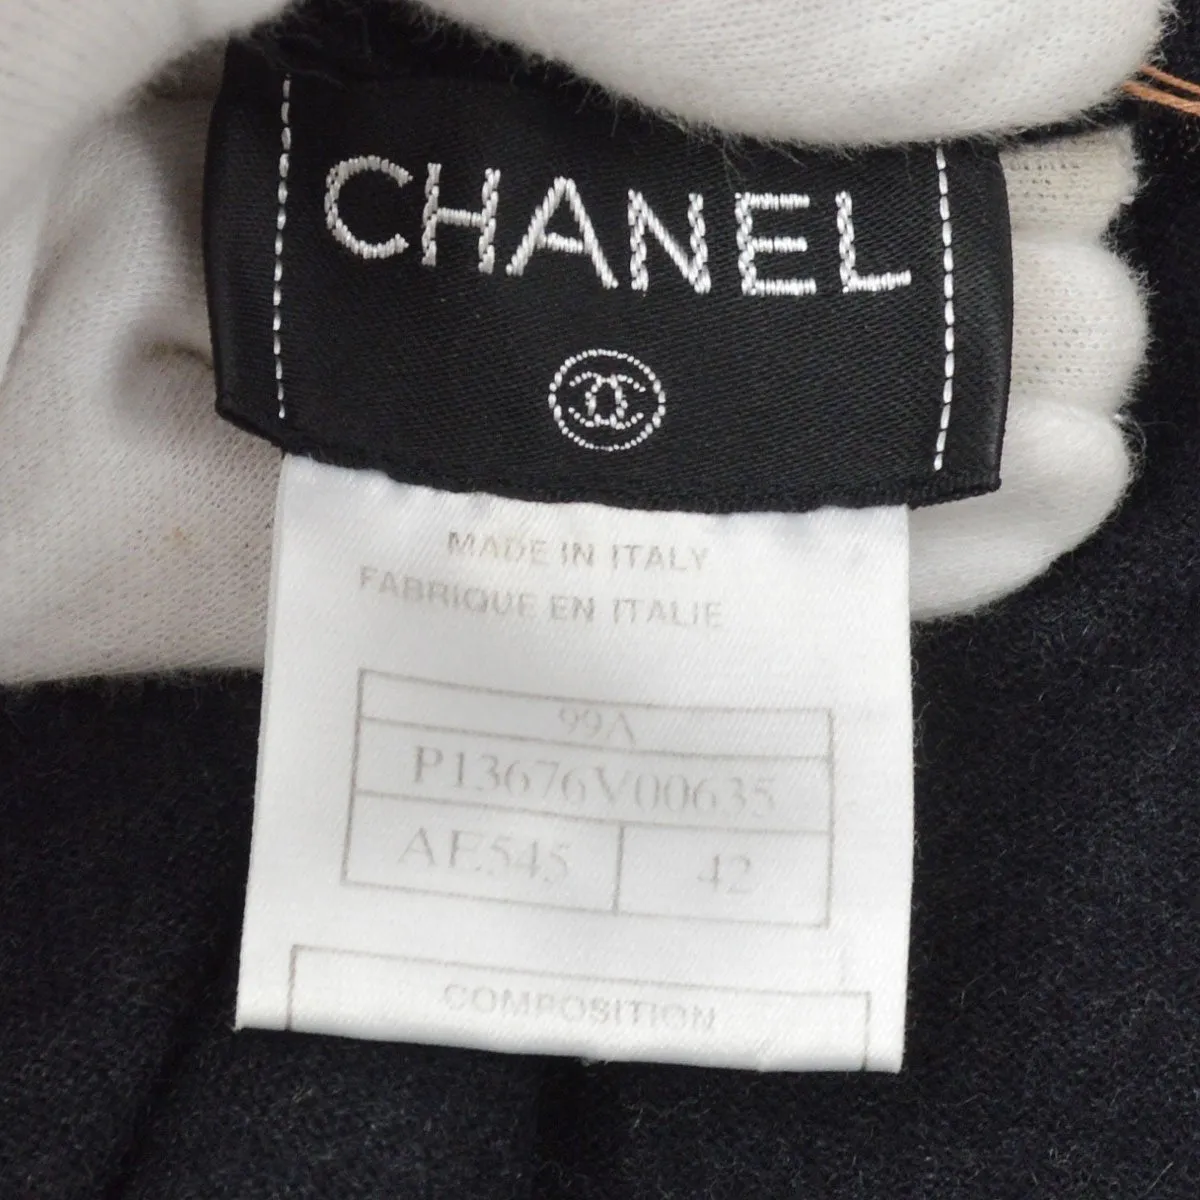 CHANEL
MADE IN ITALY
FABRIQUE EN ITALIE
99A
P13676V00635
AE545 42
COMPOSITION